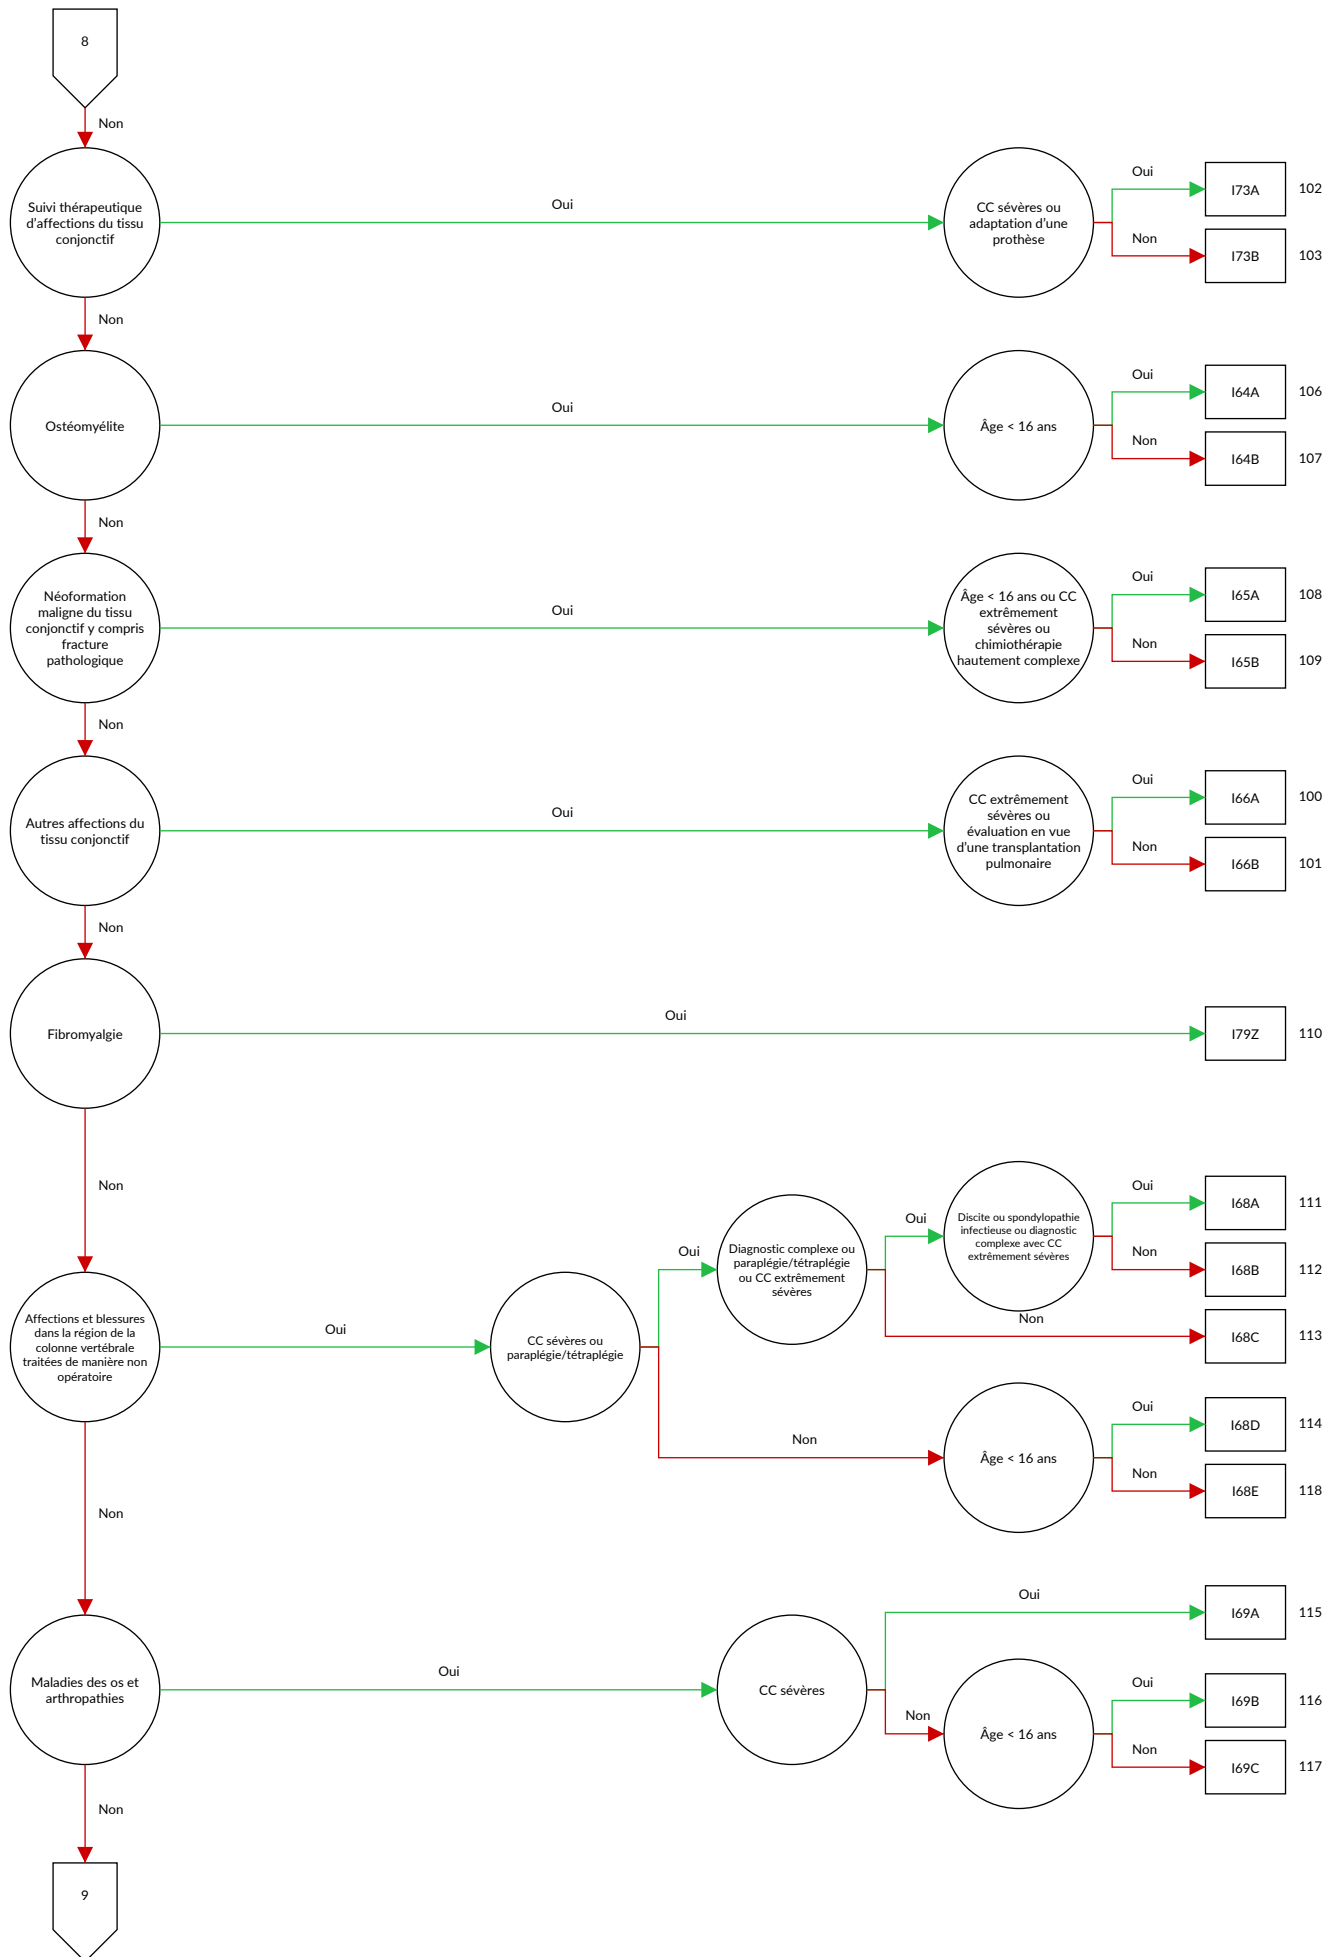 8
Non
Suivi thérapeutique
d'affections du tissu
conjonctif
Oui
CC sévères ou
adaptation d'une
prothèse
Oui
I73A
102
Non
I73B
103
Non
Ostéomyélite
Oui
Âge < 16 ans
Oui
I64A
106
Non
I64B
107
Non
Néoformation
maligne du tissu
conjonctif y compris
fracture
pathologique
Oui
Âge < 16 ans ou CC
extrêmement
sévères ou
chimiothérapie
hautement complexe
Oui
I65A
108
Non
I65B
109
Non
Autres affections du
tissu conjonctif
Oui
CC extrêmement
sévères ou
évaluation en vue
d'une transplantation
pulmonaire
Oui
I66A
100
Non
I66B
101
Non
Fibromyalgie
Oui
I79Z
110
Non
Affections et blessures
dans la région de la
colonne vertébrale
traitées de manière non
opératoire
Oui
CC sévères ou
paraplégie/tétraplégie
Oui
Diagnostic complexe ou
paraplégie/tétraplégie
ou CC extrêmement
sévères
Oui
Discite ou spondylopathie
infectieuse ou diagnostic
complexe avec CC
extrêmement sévères
Oui
I68A
111
Non
I68B
112
Non
I68C
113
Non
Âge < 16 ans
Oui
I68D
114
Non
I68E
118
Non
Maladies des os et
arthropathies
Oui
CC sévères
Oui
I69A
115
Non
Âge < 16 ans
Oui
I69B
116
Non
I69C
117
Non
9